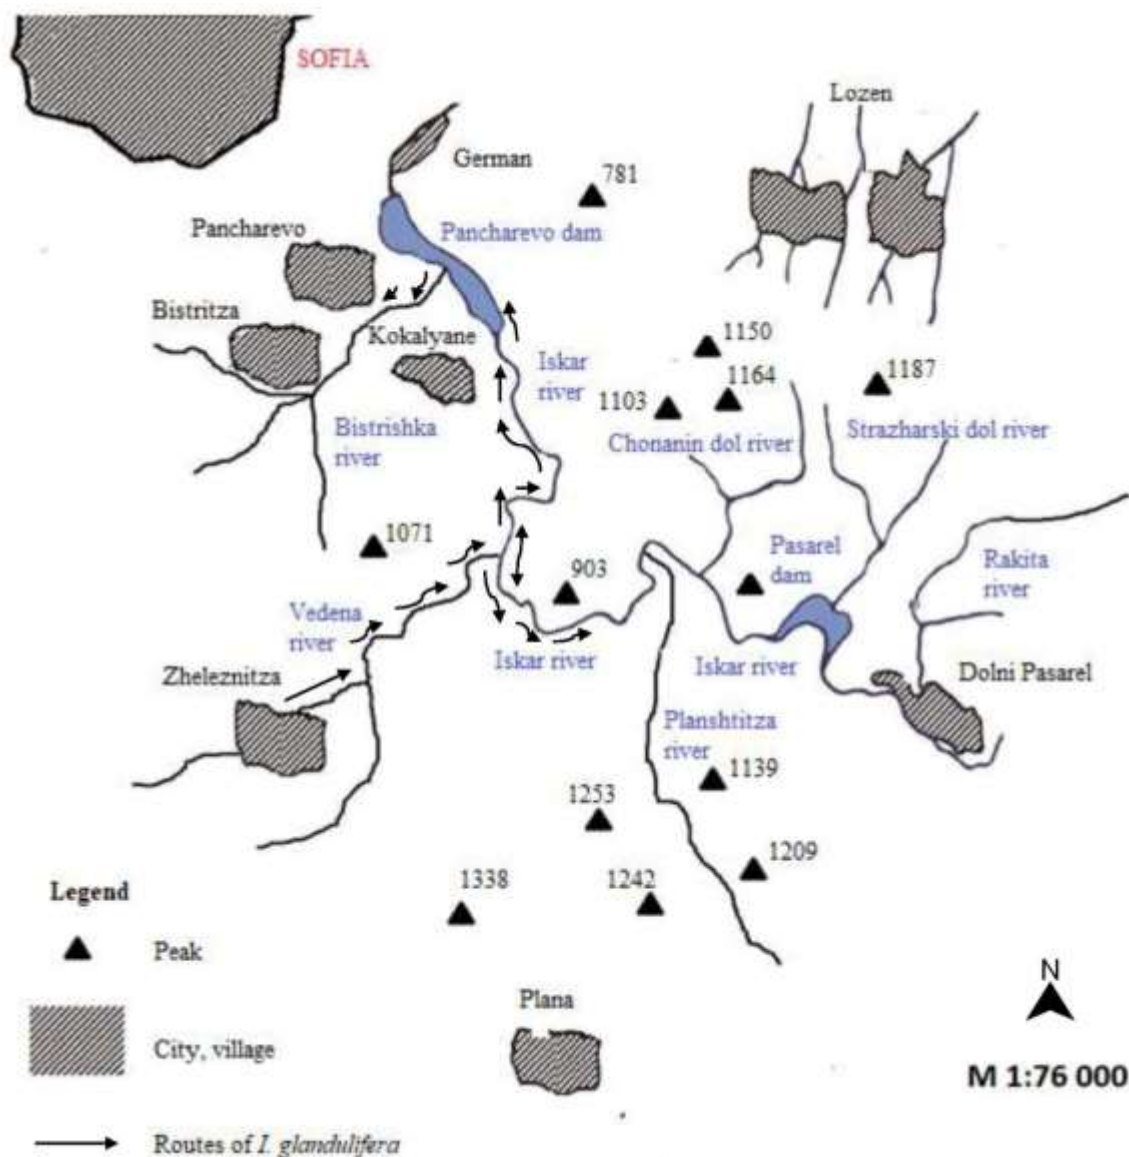 SOFIA
Lozen
German
781
Pancharevo
Pancharevo dam
Bistritza
Kokalyane
1150
Iskar
river
1164
1187
1103
Bistrishka
river
Chonanin dol river
Strazharski dol river
1071
903
Pasarel
dam
Rakita
river
Vedena
river
Iskar river
Iskar river
Zheleznitza
Dolni Pasarel
Planshtitza
river
1139
1253
1209
Legend
1338
1242
Peak
N
Plana
City, village
M 1:76 000
Routes of I. glandulifera